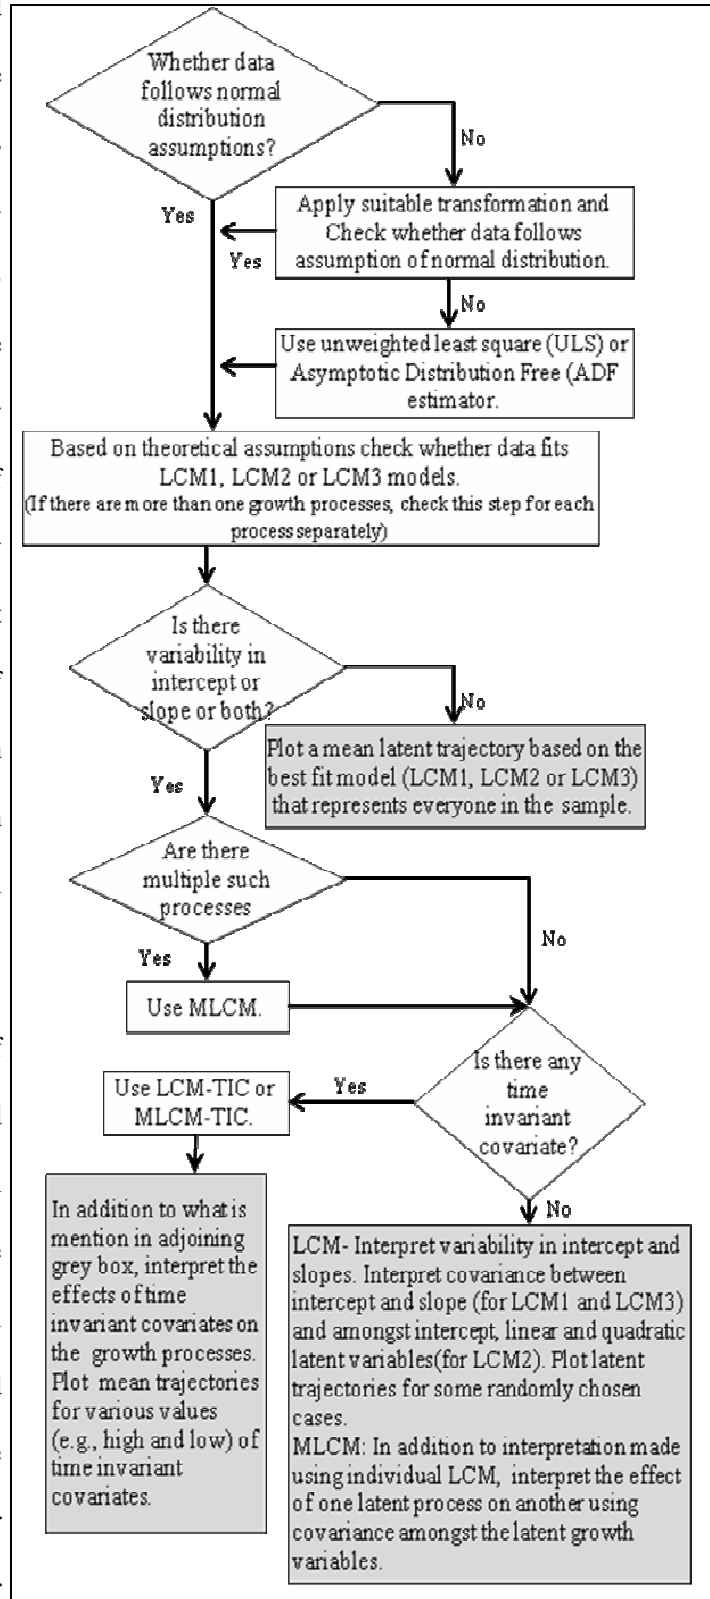 Whether data
follows normal
distribution
assumptions?
No
Yes
Apply suitable transformation and
Check whether data follows
assumption of normal distribution.
Yes
No
Use unweighted least square (ULS) or
Asymptotic Distribution Free (ADF
estimator.
Based on theoretical assumptions check whether data fits
LCM1, LCM2 or LCM3 models.
(If there are more than one growth processes, check this step for each
process separately)
Is there
variability in
intercept or
slope or both?
No
Plot a mean latent trajectory based on the
best fit model (LCM1, LCM2 or LCM3)
that represents everyone in the sample.
Yes
Are there
multiple such
processes
No
Yes
Use MLCM.
Is there any
time
invariant
covariate?
Yes
Use LCM-TIC or
MLCM-TIC.
No
In addition to what is
mention in adjoining
grey box, interpret the
effects of time
invariant covariates on
the growth processes.
Plot mean trajectories
for various values
(e.g., high and low) of
time invariant
covariates.
LCM- Interpret variability in intercept and
slopes. Interpret covariance between
intercept and slope (for LCM1 and LCM3)
and amongst intercept, linear and quadratic
latent variables(for LCM2). Plot latent
trajectories for some randomly chosen
cases.
MLCM: In addition to interpretation made
using individual LCM, interpret the effect
of one latent process on another using
covariance amongst the latent growth
variables.